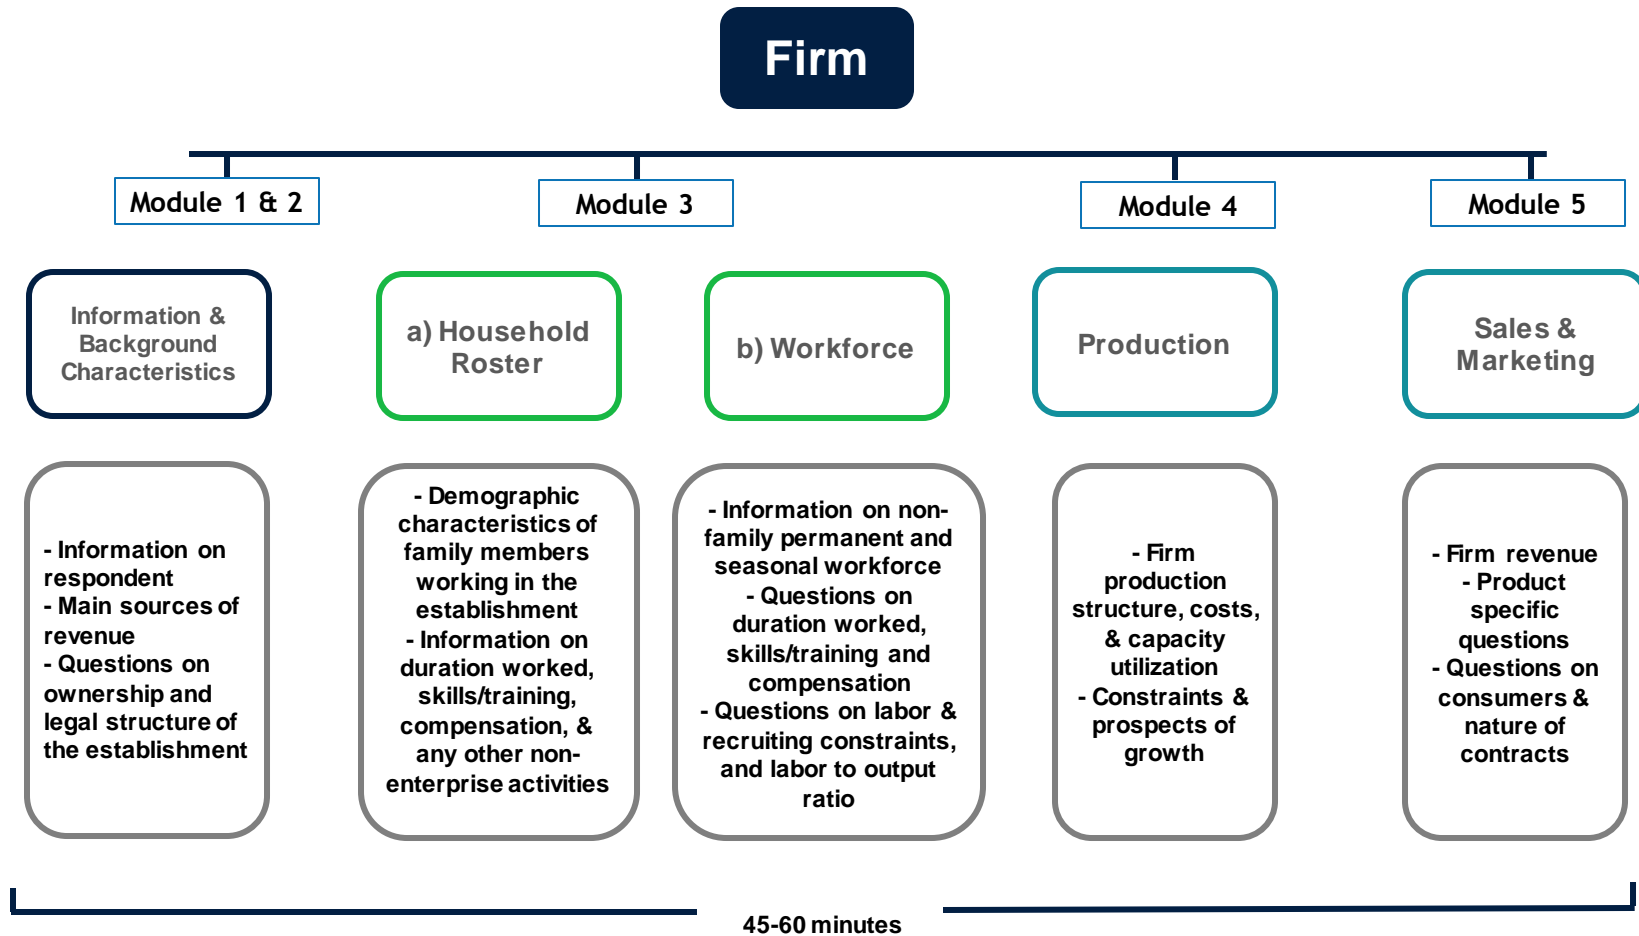 Firm
Module 1 & 2
Module 3
Module 4
Module 5
Information &
Background
Characteristics
a) Household
Roster
b) Workforce
Production
Sales &
Marketing
- Information on
respondent
- Main sources of
revenue
- Questions on
ownership and
legal structure of
the establishment
- Demographic
characteristics of
family members
working in the
establishment
- Information on
duration worked,
skills/training,
compensation, &
any other non-
enterprise activities
- Information on non-
family permanent and
seasonal workforce
- Questions on
duration worked,
skills/training and
compensation
- Questions on labor &
recruiting constraints,
and labor to output
ratio
- Firm
production
structure, costs,
& capacity
utilization
- Constraints &
prospects of
growth
- Firm revenue
- Product
specific
questions
- Questions on
consumers &
nature of
contracts
45-60 minutes